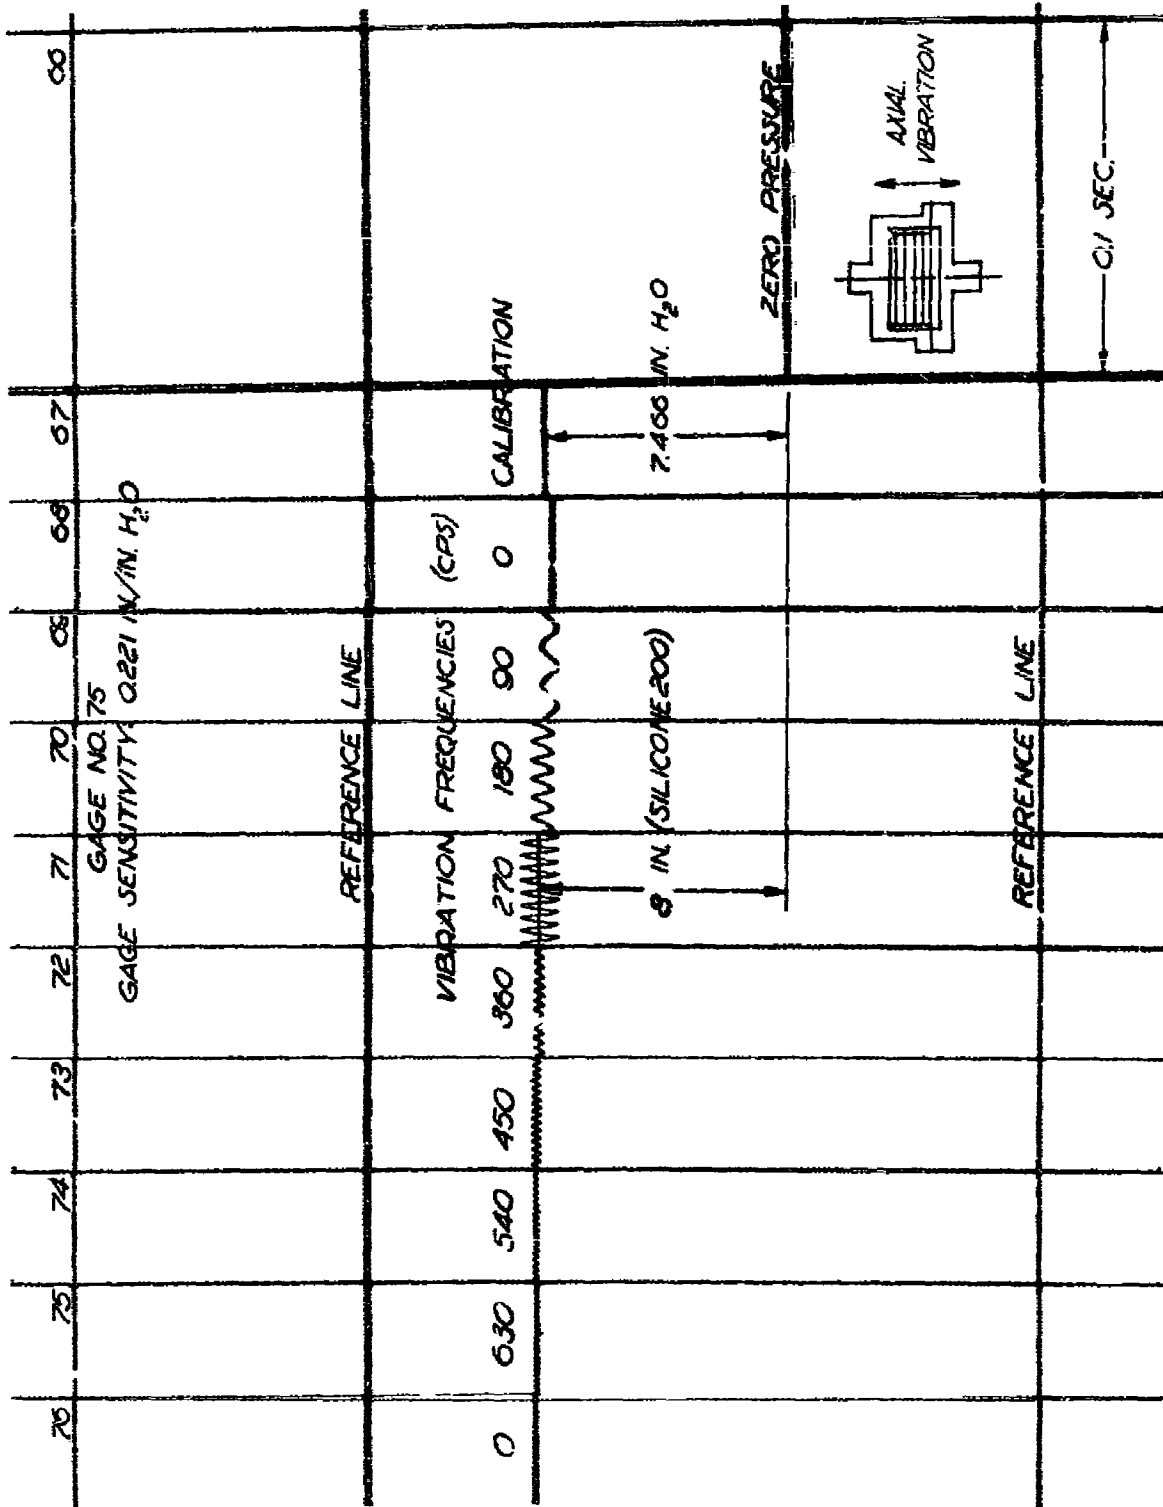 76 75 74 73 72 71 70 69 68 67 66
GAGE NO. 75
GAGE SENSITIVITY 0.221 IN/IN. H₂O
REFERENCE LINE
VIBRATION FREQUENCIES (CPS)
0 630 540 450 360 270 180 90 0 CALIBRATION
8 IN. (SILICONE 200)
7.466 IN. H₂O
ZERO PRESSURE
AXIAL
VIBRATION
REFERENCE LINE
0.1 SEC.